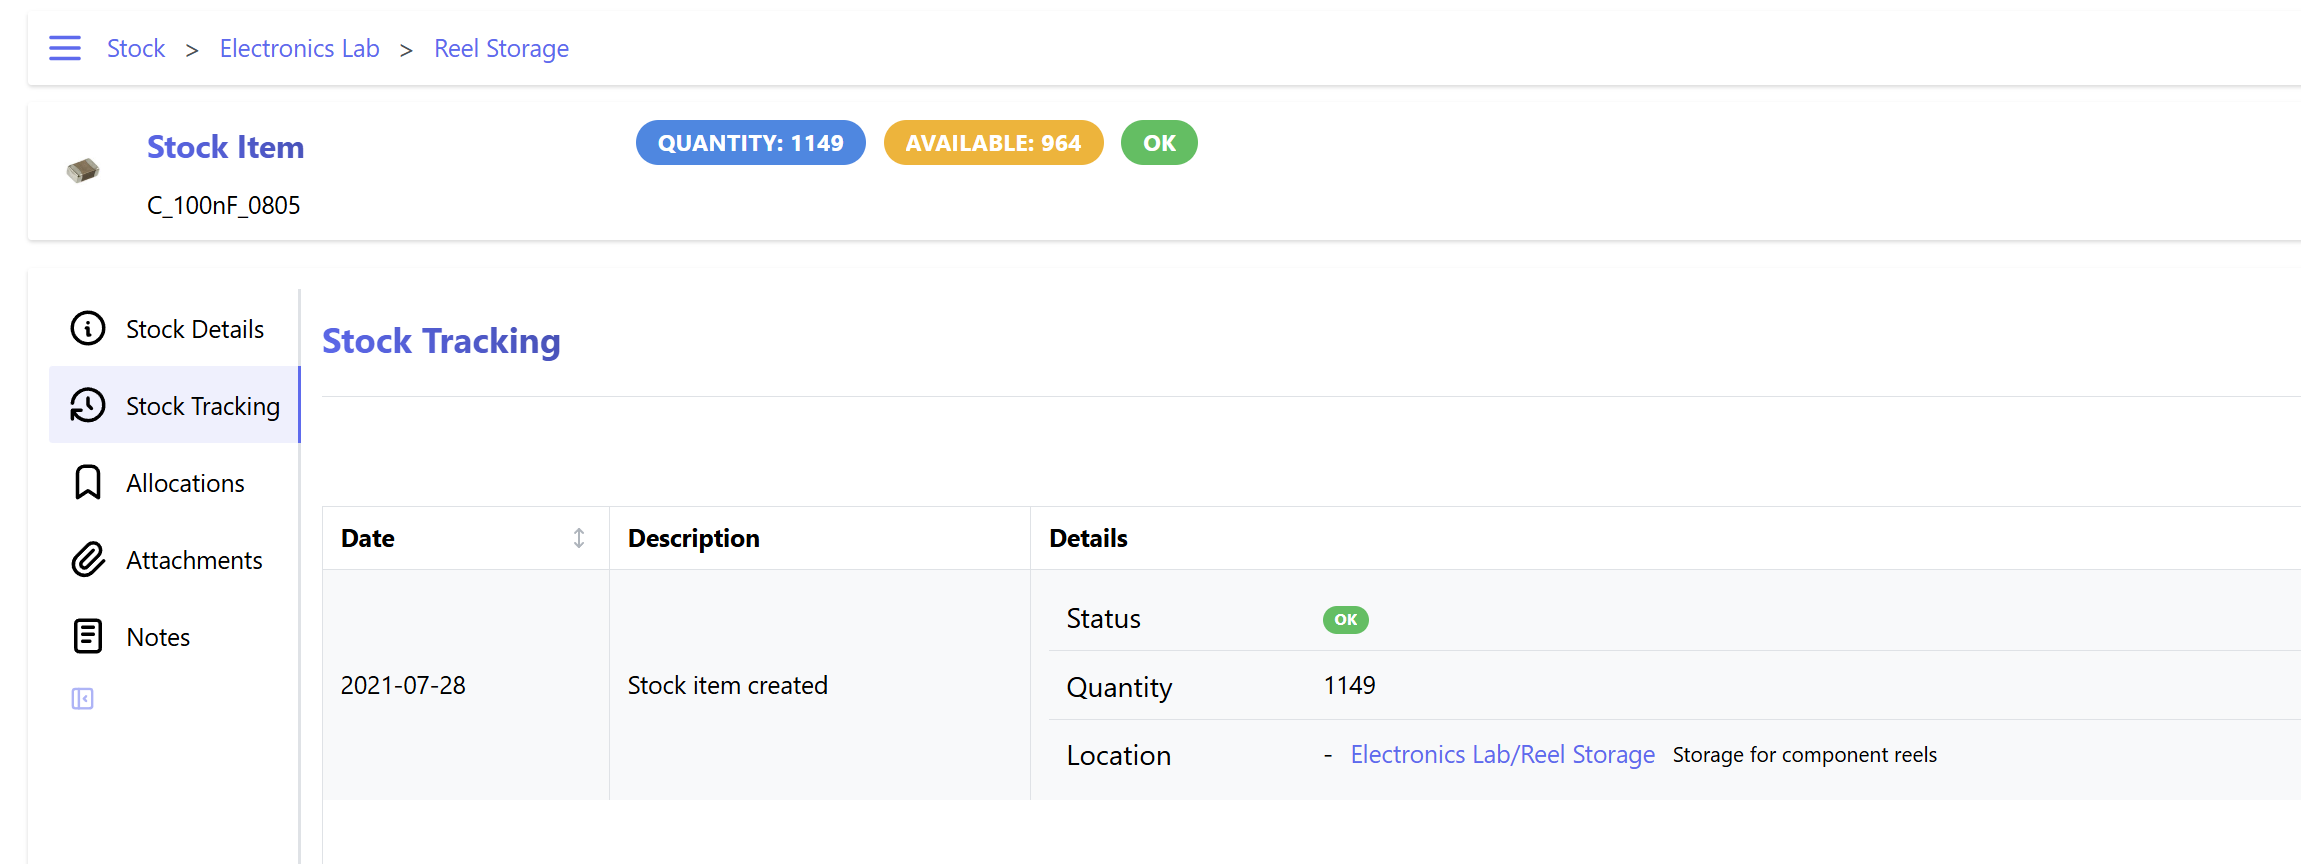 Stock > Electronics Lab > Reel Storage
Stock Item
QUANTITY: 1149
AVAILABLE: 964
OK
C_100nF_0805
Stock Details
Stock Tracking
Allocations
Attachments
Notes
Stock Tracking
Date Description Details
2021-07-28 Stock item created
Status OK
Quantity 1149
Location - Electronics Lab/Reel Storage Storage for component reels